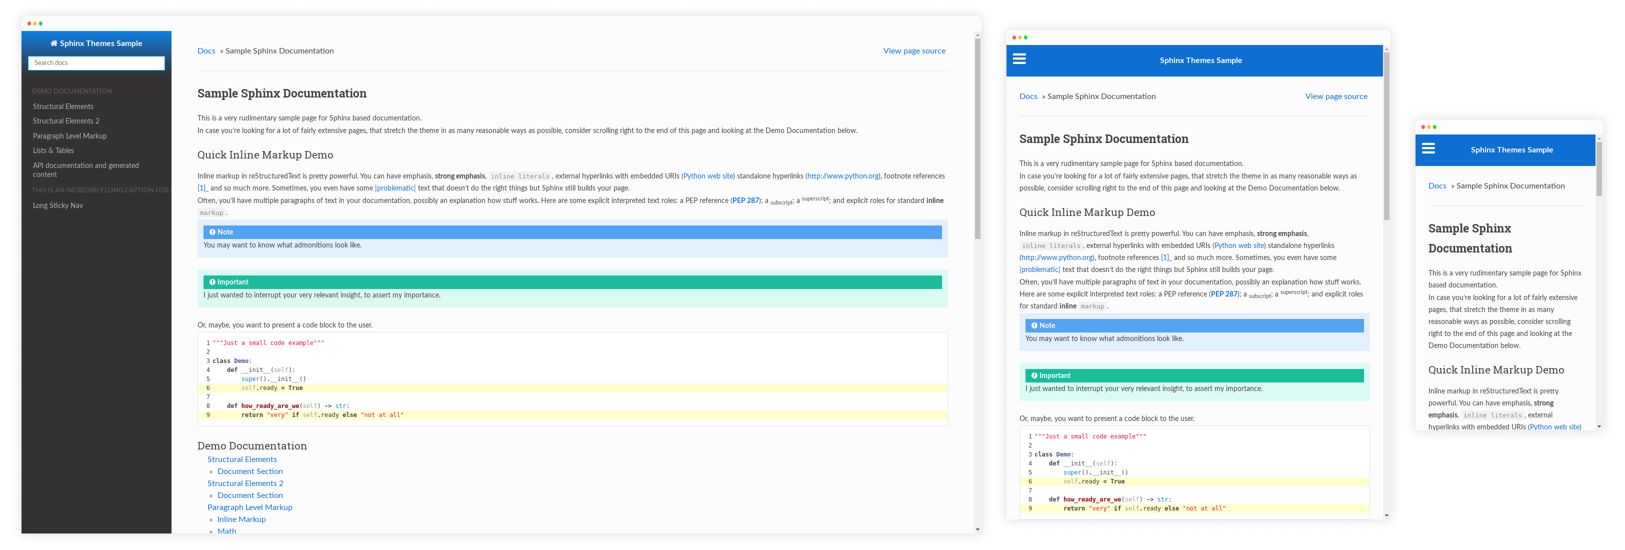 Sphinx Themes Sample
Search docs
DEMO DOCUMENTATION
Structural Elements
Structural Elements 2
Paragraph Level Markup
Lists & Tables
API documentation and generated
content
THIS IS AN INCREDIBLY LONG CAPTION FOR
Long Sticky Nav
Docs » Sample Sphinx Documentation
View page source
Sample Sphinx Documentation
This is a very rudimentary sample page for Sphinx based documentation.
In case you're looking for a lot of fairly extensive pages, that stretch the theme in as many reasonable ways as possible, consider scrolling right to the end of this page and looking at the Demo Documentation below.
Quick Inline Markup Demo
Inline markup in reStructuredText is pretty powerful. You can have emphasis, strong emphasis, inline literals, external hyperlinks with embedded URIs (Python web site) standalone hyperlinks (http://www.python.org), footnote references
[1]_ and so much more. Sometimes, you even have some |problematic| text that doesn't do the right things but Sphinx still builds your page.
Often, you'll have multiple paragraphs of text in your documentation, possibly an explanation how stuff works. Here are some explicit interpreted text roles: a PEP reference (PEP 287); a subscript; a superscript; and explicit roles for standard inline
markup.
Note
You may want to know what admonitions look like.
Important
I just wanted to interrupt your very relevant insight, to assert my importance.
Or, maybe, you want to present a code block to the user.
1 """Just a small code example"""
2
3 class Demo:
4 def __init__(self):
5 super().__init__()
6 self.ready = True
7
8 def how_ready_are_we(self) -> str:
9 return "very" if self.ready else "not at all"
Demo Documentation
Structural Elements
Document Section
Structural Elements 2
Document Section
Paragraph Level Markup
Inline Markup
Math
Sphinx Themes Sample
Docs » Sample Sphinx Documentation
View page source
Sample Sphinx Documentation
This is a very rudimentary sample page for Sphinx based documentation.
In case you're looking for a lot of fairly extensive pages, that stretch the theme in as many reasonable ways as
possible, consider scrolling right to the end of this page and looking at the Demo Documentation below.
Quick Inline Markup Demo
Inline markup in reStructuredText is pretty powerful. You can have emphasis, strong emphasis,
inline literals, external hyperlinks with embedded URIs (Python web site) standalone hyperlinks
(http://www.python.org), footnote references [1]_ and so much more. Sometimes, you even have some
|problematic| text that doesn't do the right things but Sphinx still builds your page.
Often, you'll have multiple paragraphs of text in your documentation, possibly an explanation how stuff works.
Here are some explicit interpreted text roles: a PEP reference (PEP 287); a subscript; a superscript; and explicit roles
for standard inline markup.
Note
You may want to know what admonitions look like.
Important
I just wanted to interrupt your very relevant insight, to assert my importance.
Or, maybe, you want to present a code block to the user.
1 """Just a small code example"""
2
3 class Demo:
4 def __init__(self):
5 super().__init__()
6 self.ready = True
7
8 def how_ready_are_we(self) -> str:
9 return "very" if self.ready else "not at all"
Sphinx Themes Sample
Docs » Sample Sphinx Documentation
Sample Sphinx
Documentation
This is a very rudimentary sample page for Sphinx
based documentation.
In case you're looking for a lot of fairly extensive
pages, that stretch the theme in as many
reasonable ways as possible, consider scrolling
right to the end of this page and looking at the
Demo Documentation below.
Quick Inline Markup Demo
Inline markup in reStructuredText is pretty
powerful. You can have emphasis, strong
emphasis, inline literals, external
hyperlinks with embedded URIs (Python web site)